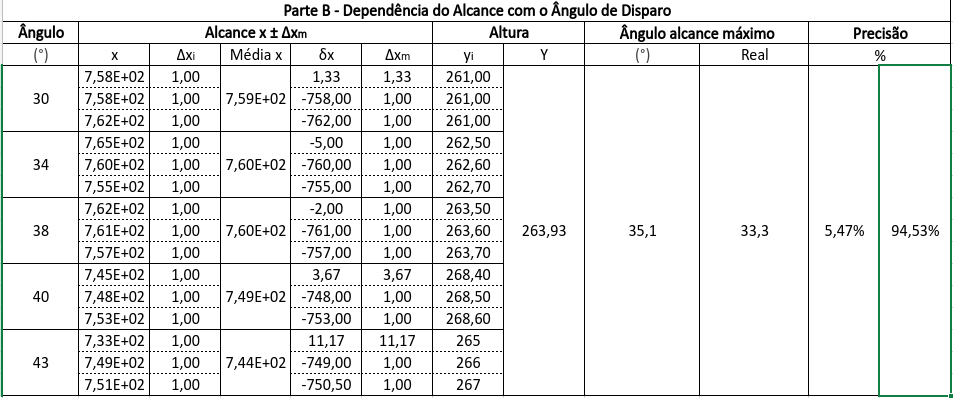 Parte B - Dependência do Alcance com o Ângulo de Disparo
Ângulo Alcance x ± Δxm Altura Ângulo alcance máximo Precisão
(°) x Δxi Média x δx Δxm yi Y (°) Real %
7,58E+02 1,00 1,33 1,33 261,00
30 7,58E+02 1,00 7,59E+02 -758,00 1,00 261,00
7,62E+02 1,00 -762,00 1,00 261,00
7,65E+02 1,00 -5,00 1,00 262,50
34 7,60E+02 1,00 7,60E+02 -760,00 1,00 262,60
7,55E+02 1,00 -755,00 1,00 262,70
7,62E+02 1,00 -2,00 1,00 263,50
38 7,61E+02 1,00 7,60E+02 -761,00 1,00 263,60 263,93 35,1 33,3 5,47% 94,53%
7,57E+02 1,00 -757,00 1,00 263,70
7,45E+02 1,00 3,67 3,67 268,40
40 7,48E+02 1,00 7,49E+02 -748,00 1,00 268,50
7,53E+02 1,00 -753,00 1,00 268,60
7,33E+02 1,00 11,17 11,17 265
43 7,49E+02 1,00 7,44E+02 -749,00 1,00 266
7,51E+02 1,00 -750,50 1,00 267